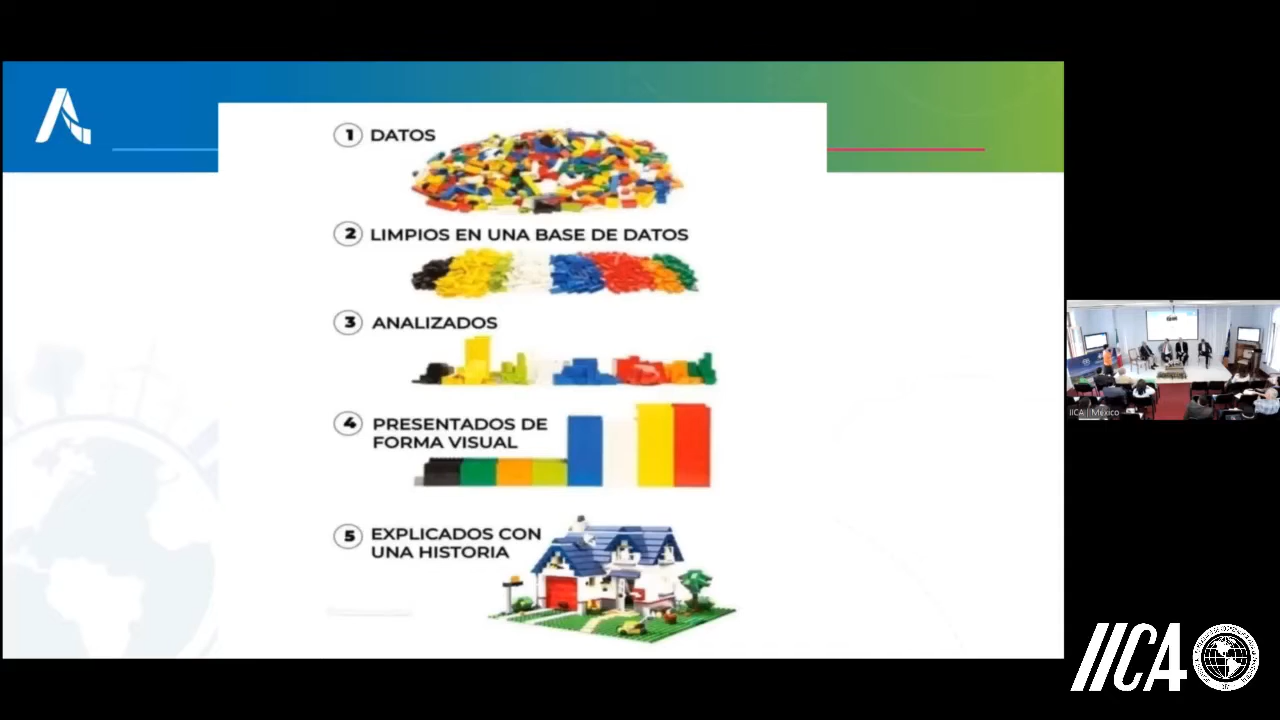 1 DATOS
2 LIMPIOS EN UNA BASE DE DATOS
3 ANALIZADOS
4 PRESENTADOS DE
FORMA VISUAL
5 EXPLICADOS CON
UNA HISTORIA
IICA | México
IICA